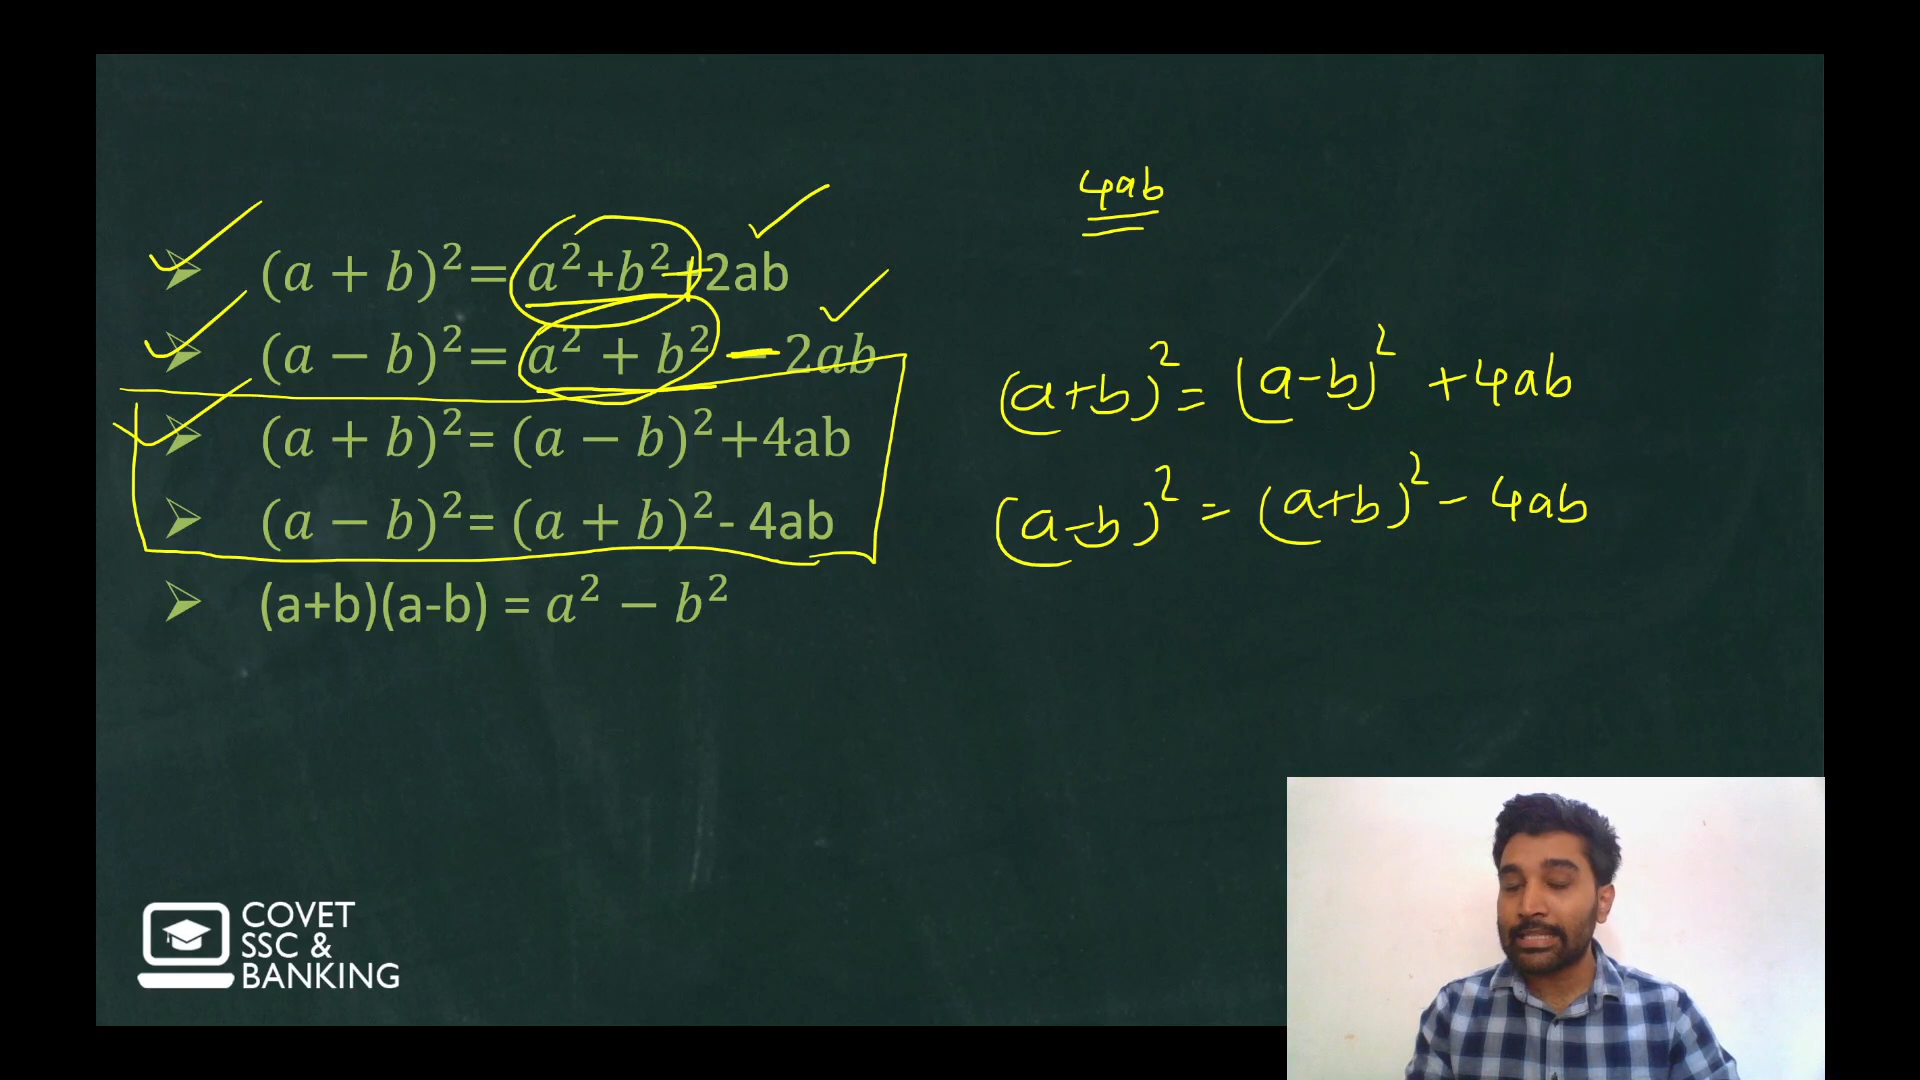 (a + b)²= a²+b²+2ab
(a − b)²= a² + b² − 2ab
(a + b)²= (a − b)²+4ab
(a − b)²= (a + b)²- 4ab
(a+b)(a-b) = a² − b²
4ab
(a+b)² = (a-b)² +4ab
(a-b)² = (a+b)² - 4ab
COVET
SSC &
BANKING